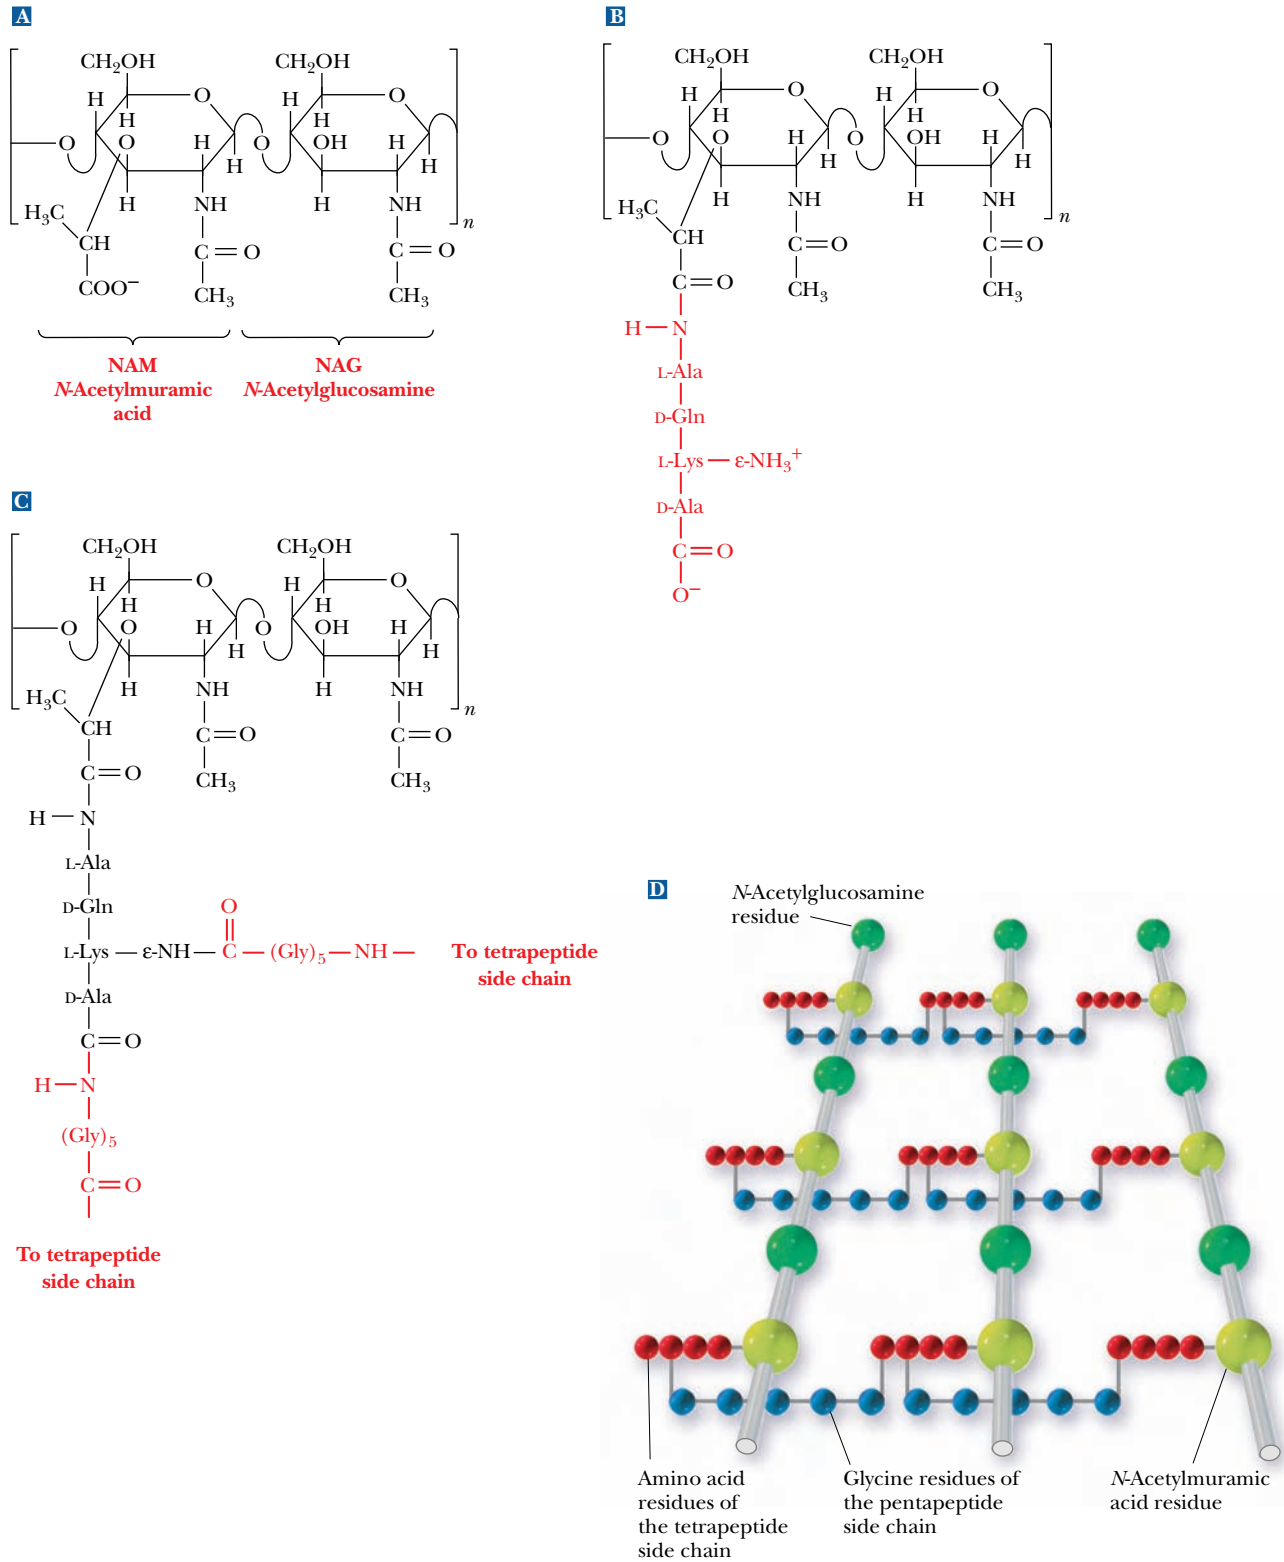 A
CH₂OH CH₂OH
H O H O
H H
O H OH H
O O
H H
H NH H NH
H₃C
CH C=O C=O
COO⁻ CH₃ CH₃
n
NAM
N-Acetylmuramic
acid
NAG
N-Acetylglucosamine
B
CH₂OH CH₂OH
H O H O
H H
O H OH H
O O
H H
H NH H NH
H₃C
n
CH C=O C=O
C=O CH₃ CH₃
H—N
L-Ala
D-Gln
L-Lys—ε-NH₃⁺
D-Ala
C=O
O⁻
C
CH₂OH CH₂OH
H O H O
H H
O H OH H
O O
H H
H NH H NH
H₃C
n
CH C=O C=O
C=O CH₃ CH₃
H—N
L-Ala
D-Gln
O
L-Lys—ε-NH—C—(Gly)₅—NH—
To tetrapeptide
side chain
D-Ala
C=O
H—N
(Gly)₅
C=O
To tetrapeptide
side chain
D
N-Acetylglucosamine
residue
Amino acid
residues of
the tetrapeptide
side chain
Glycine residues of
the pentapeptide
side chain
N-Acetylmuramic
acid residue